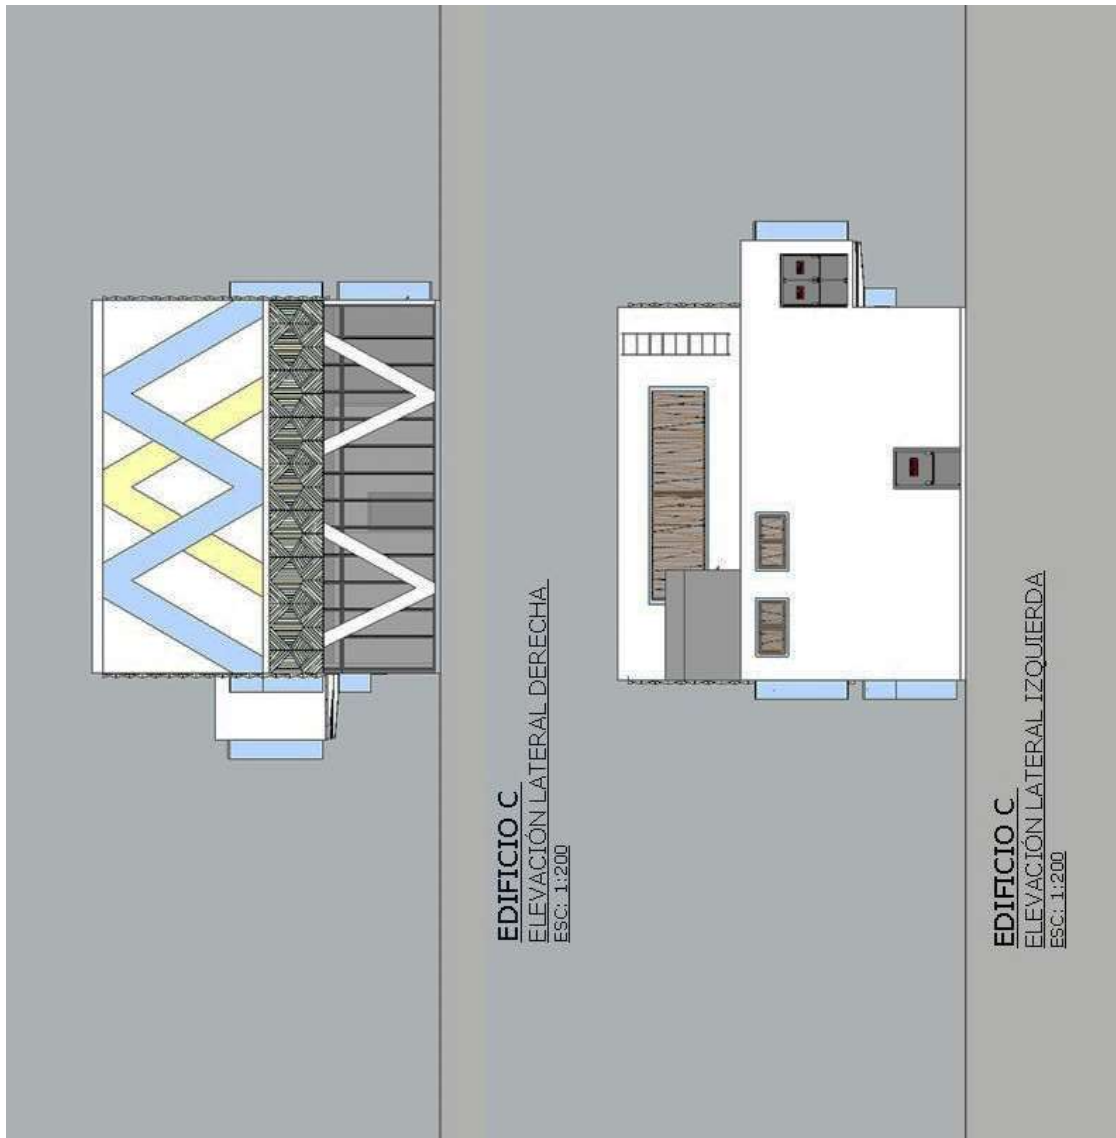 EDIFICIO C
ELEVACIÓN LATERAL DERECHA
ESC: 1:200
EDIFICIO C
ELEVACIÓN LATERAL IZQUIERDA
ESC: 1:200